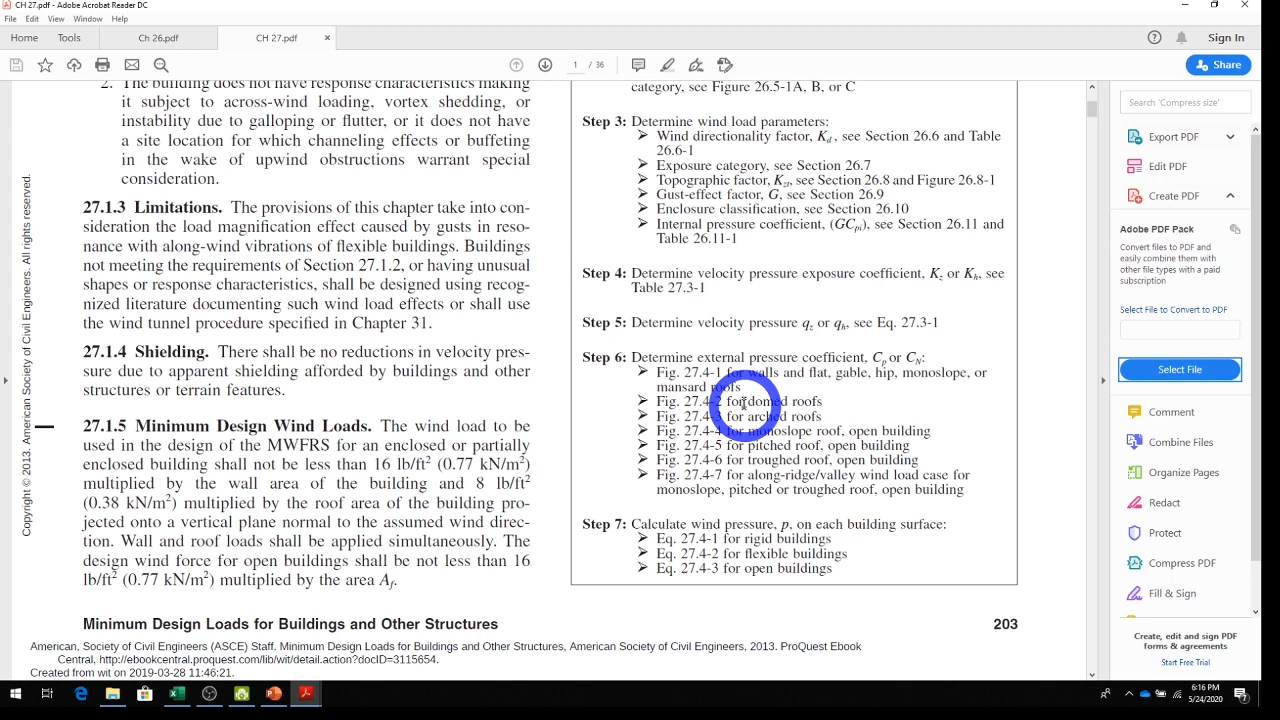 CH 27.pdf - Adobe Acrobat Reader DC
File Edit View Window Help
Home Tools CH 26.pdf CH 27.pdf × Sign In
1 / 36 Share
2. The building does not have response characteristics making
it subject to across-wind loading, vortex shedding, or
instability due to galloping or flutter, or it does not have
a site location for which channeling effects or buffeting
in the wake of upwind obstructions warrant special
consideration.
27.1.3 Limitations. The provisions of this chapter take into con-
sideration the load magnification effect caused by gusts in reso-
nance with along-wind vibrations of flexible buildings. Buildings
not meeting the requirements of Section 27.1.2, or having unusual
shapes or response characteristics, shall be designed using recog-
nized literature documenting such wind load effects or shall use
the wind tunnel procedure specified in Chapter 31.
27.1.4 Shielding. There shall be no reductions in velocity pres-
sure due to apparent shielding afforded by buildings and other
structures or terrain features.
27.1.5 Minimum Design Wind Loads. The wind load to be
used in the design of the MWFRS for an enclosed or partially
enclosed building shall not be less than 16 lb/ft² (0.77 kN/m²)
multiplied by the wall area of the building and 8 lb/ft²
(0.38 kN/m²) multiplied by the roof area of the building pro-
jected onto a vertical plane normal to the assumed wind direc-
tion. Wall and roof loads shall be applied simultaneously. The
design wind force for open buildings shall be not less than 16
lb/ft² (0.77 kN/m²) multiplied by the area Af.
category, see Figure 26.5-1A, B, or C
Step 3: Determine wind load parameters:
➢ Wind directionality factor, Kd, see Section 26.6 and Table
26.6-1
➢ Exposure category, see Section 26.7
➢ Topographic factor, Kzt, see Section 26.8 and Figure 26.8-1
➢ Gust-effect factor, G, see Section 26.9
➢ Enclosure classification, see Section 26.10
➢ Internal pressure coefficient, (GCpi), see Section 26.11 and
Table 26.11-1
Step 4: Determine velocity pressure exposure coefficient, Kz or Kh, see
Table 27.3-1
Step 5: Determine velocity pressure qz or qh, see Eq. 27.3-1
Step 6: Determine external pressure coefficient, Cp or CN:
➢ Fig. 27.4-1 for walls and flat, gable, hip, monoslope, or
mansard roofs
➢ Fig. 27.4-2 for domed roofs
➢ Fig. 27.4-3 for arched roofs
➢ Fig. 27.4-4 for monoslope roof, open building
➢ Fig. 27.4-5 for pitched roof, open building
➢ Fig. 27.4-6 for troughed roof, open building
➢ Fig. 27.4-7 for along-ridge/valley wind load case for
monoslope, pitched or troughed roof, open building
Step 7: Calculate wind pressure, p, on each building surface:
➢ Eq. 27.4-1 for rigid buildings
➢ Eq. 27.4-2 for flexible buildings
➢ Eq. 27.4-3 for open buildings
Copyright © 2013. American Society of Civil Engineers. All rights reserved.
Minimum Design Loads for Buildings and Other Structures 203
American, Society of Civil Engineers (ASCE) Staff. Minimum Design Loads for Buildings and Other Structures, American Society of Civil Engineers, 2013. ProQuest Ebook
Central, http://ebookcentral.proquest.com/lib/wit/detail.action?docID=3115654.
Created from wit on 2019-03-28 11:46:21.
Search 'Compress size'
Export PDF
Edit PDF
Create PDF
Adobe PDF Pack
Convert files to PDF and
easily combine them
with other file types with a
paid subscription
Select File to Convert to PDF
Select File
Comment
Combine Files
Organize Pages
Redact
Protect
Compress PDF
Fill & Sign
Create, edit and sign PDF
forms & agreements
Start Free Trial
6:16 PM
5/24/2020